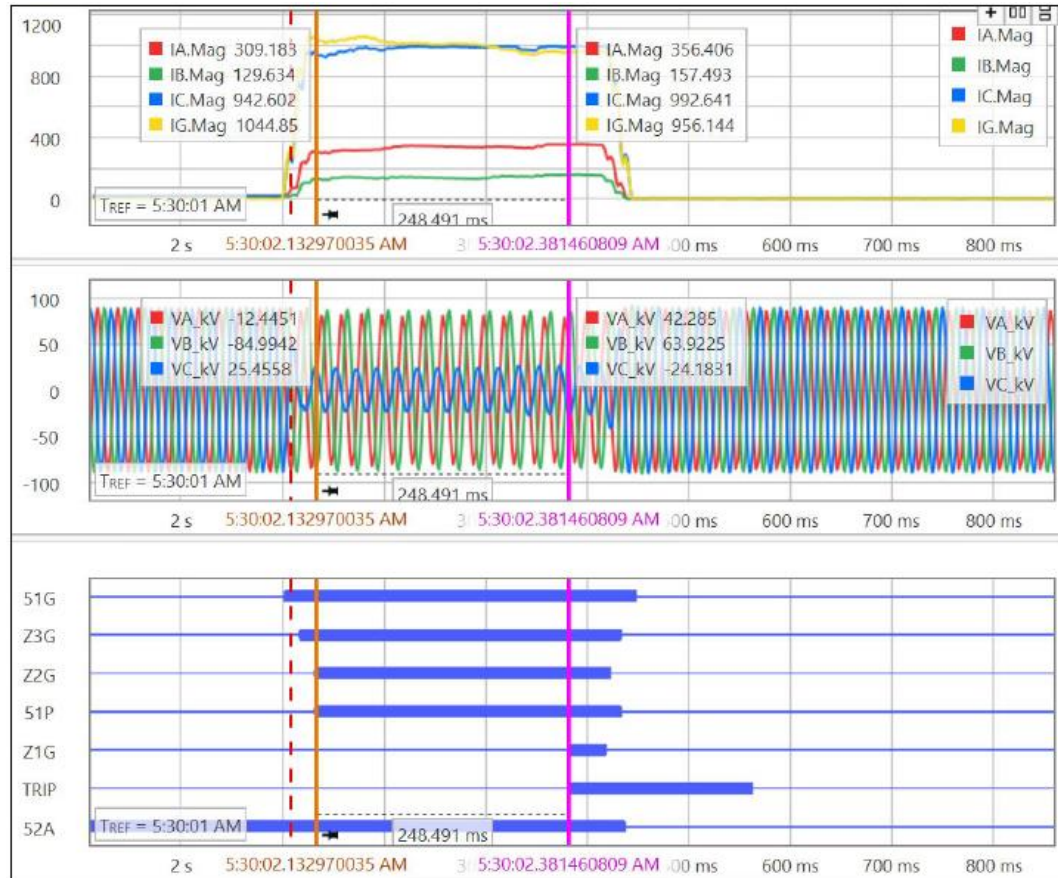 1200
800
400
0
IA.Mag 309.183
IB.Mag 129.634
IC.Mag 942.602
IG.Mag 1044.85
IA.Mag 356.406
IB.Mag 157.493
IC.Mag 992.641
IG.Mag 956.144
IA.Mag
IB.Mag
IC.Mag
IG.Mag
TREF = 5:30:01 AM
248.491 ms
2 s 5:30:02.132970035 AM 5:30:02.381460809 AM 600 ms 700 ms 800 ms
100
50
0
-50
-100
VA_kV -12.4451
VB_kV -84.9942
VC_kV 25.4558
VA_kV 42.285
VB_kV 63.9225
VC_kV -24.1831
VA_kV
VB_kV
VC_kV
TREF = 5:30:01 AM
248.491 ms
2 s 5:30:02.132970035 AM 5:30:02.381460809 AM 600 ms 700 ms 800 ms
51G
Z3G
Z2G
51P
Z1G
TRIP
52A
TREF = 5:30:01 AM
248.491 ms
2 s 5:30:02.132970035 AM 5:30:02.381460809 AM 600 ms 700 ms 800 ms